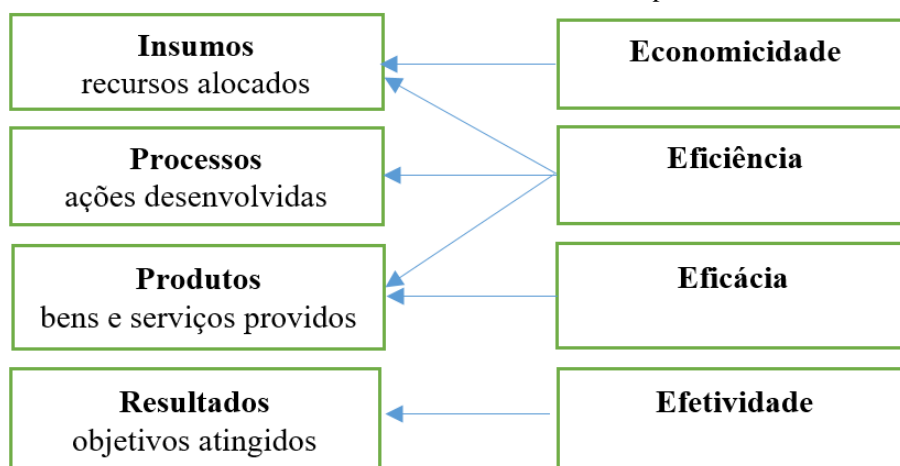 Insumos
recursos alocados
Economicidade
Processos
ações desenvolvidas
Eficiência
Produtos
bens e serviços providos
Eficácia
Resultados
objetivos atingidos
Efetividade